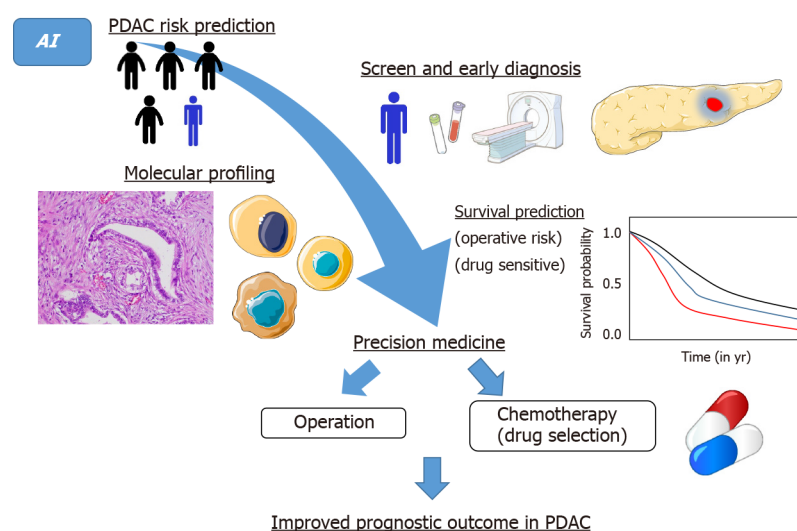 AI
PDAC risk prediction
Screen and early diagnosis
Molecular profiling
Survival prediction
(operative risk)
(drug sensitive)
Survival probability
1.0
0.5
0.0
Time (in yr)
Precision medicine
Operation
Chemotherapy
(drug selection)
Improved prognostic outcome in PDAC